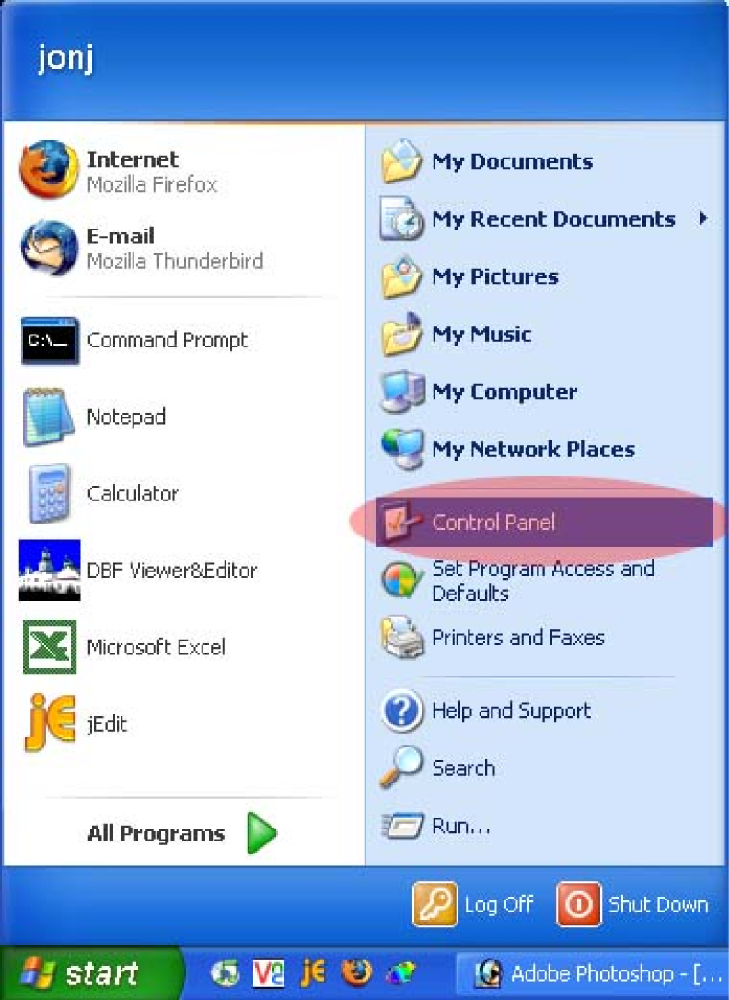 jonj
Internet
Mozilla Firefox
E-mail
Mozilla Thunderbird
C:\_
Command Prompt
Notepad
Calculator
DBF Viewer&Editor
Microsoft Excel
jE
jEdit
All Programs
My Documents
My Recent Documents
My Pictures
My Music
My Computer
My Network Places
Control Panel
Set Program Access and
Defaults
Printers and Faxes
Help and Support
Search
Run...
Log Off
Shut Down
start
jE
Adobe Photoshop - [...